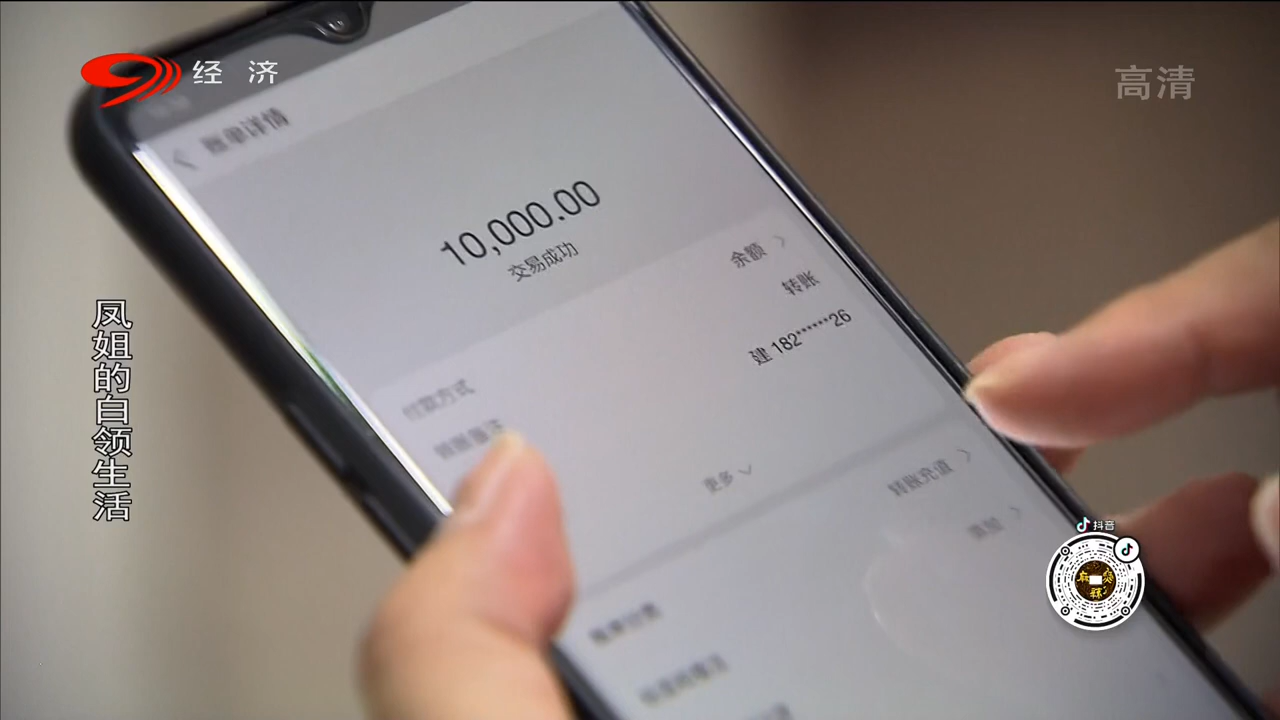 经 济
高清
账单详情
10,000.00
交易成功
余额
转账
付款方式
建 182******26
更多
转账充值
凤姐的白领生活
抖音